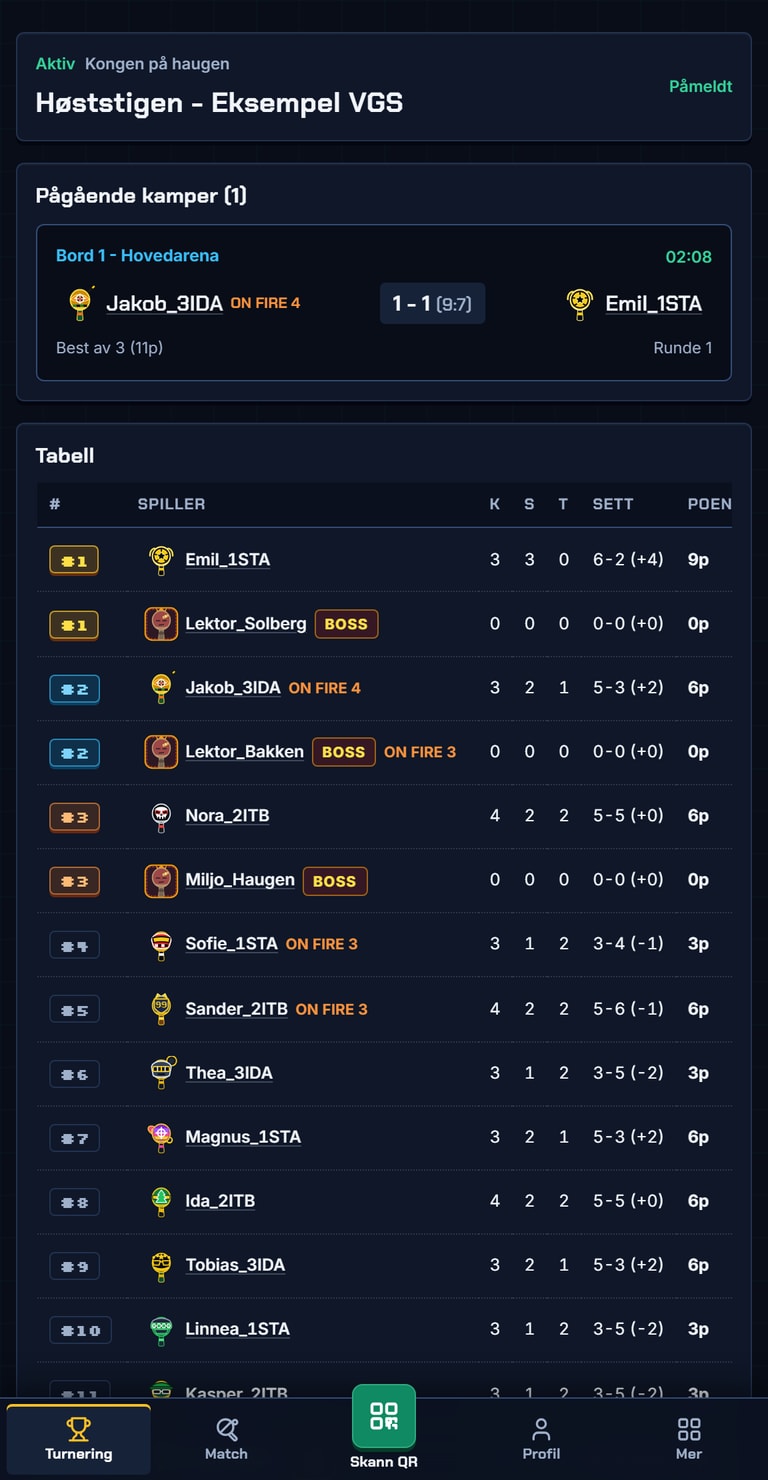 Aktiv Kongen på haugen
Høststigen - Eksempel VGS
Påmeldt
Pågående kamper (1)
Bord 1 - Hovedarena 02:08
Jakob_3IDA ON FIRE 4 1 - 1 (9:7) Emil_1STA
Best av 3 (11p) Runde 1
Tabell
# SPILLER K S T SETT POEN
#1 Emil_1STA 3 3 0 6-2 (+4) 9p
#1 Lektor_Solberg BOSS 0 0 0 0-0 (+0) 0p
#2 Jakob_3IDA ON FIRE 4 3 2 1 5-3 (+2) 6p
#2 Lektor_Bakken BOSS ON FIRE 3 0 0 0 0-0 (+0) 0p
#3 Nora_2ITB 4 2 2 5-5 (+0) 6p
#3 Miljo_Haugen BOSS 0 0 0 0-0 (+0) 0p
#4 Sofie_1STA ON FIRE 3 3 1 2 3-4 (-1) 3p
#5 Sander_2ITB ON FIRE 3 4 2 2 5-6 (-1) 6p
#6 Thea_3IDA 3 1 2 3-5 (-2) 3p
#7 Magnus_1STA 3 2 1 5-3 (+2) 6p
#8 Ida_2ITB 4 2 2 5-5 (+0) 6p
#9 Tobias_3IDA 3 2 1 5-3 (+2) 6p
#10 Linnea_1STA 3 1 2 3-5 (-2) 3p
#11 Kasper_2ITB 3 1 2 3-5 (-2) 3p
Turnering Match Skann QR Profil Mer